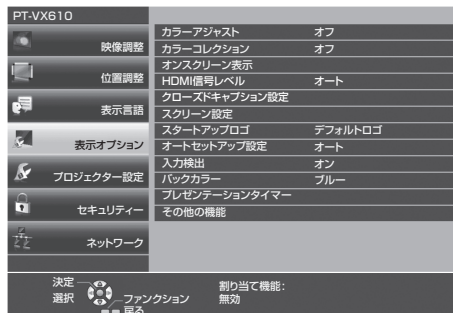 PT-VX610
映像調整
位置調整
表示言語
表示オプション
プロジェクター設定
セキュリティー
ネットワーク
カラーアジャスト オフ
カラーコレクション オフ
オンスクリーン表示
HDMI信号レベル オート
クローズドキャプション設定
スクリーン設定
スタートアップロゴ デフォルトロゴ
オートセットアップ設定 オート
入力検出 オン
バックカラー ブルー
プレゼンテーションタイマー
その他の機能
決定
選択
ファンクション
戻る
割り当て機能:
無効